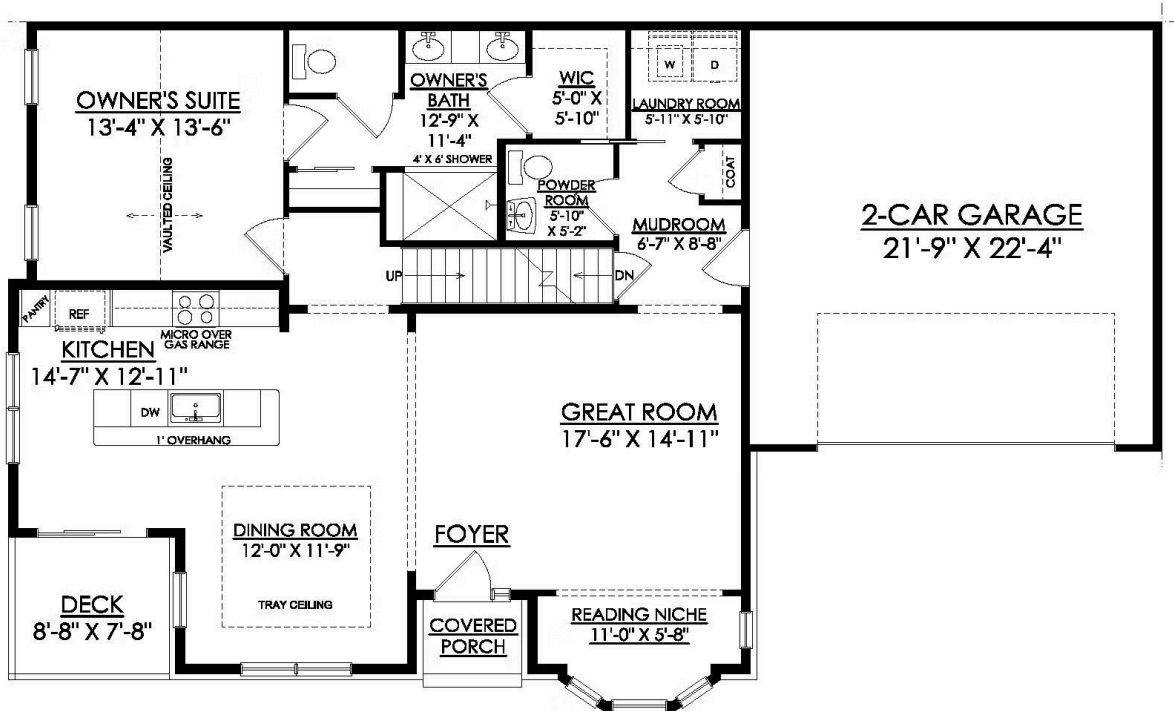 OWNER'S SUITE
13'-4" X 13'-6"
VAULTED CEILING
OWNER'S
BATH
12'-9" X
11'-4"
4' X 6' SHOWER
WIC
5'-0" X
5'-10"
W
D
LAUNDRY ROOM
5'-11" X 5'-10"
COAT
POWDER
ROOM
5'-10"
X 5'-2"
MUDROOM
6'-7" X 8'-8"
2-CAR GARAGE
21'-9" X 22'-4"
UP
DN
PANTRY
REF
MICRO OVER
GAS RANGE
KITCHEN
14'-7" X 12'-11"
DW
1' OVERHANG
GREAT ROOM
17'-6" X 14'-11"
DINING ROOM
12'-0" X 11'-9"
TRAY CEILING
FOYER
DECK
8'-8" X 7'-8"
COVERED
PORCH
READING NICHE
11'-0" X 5'-8"